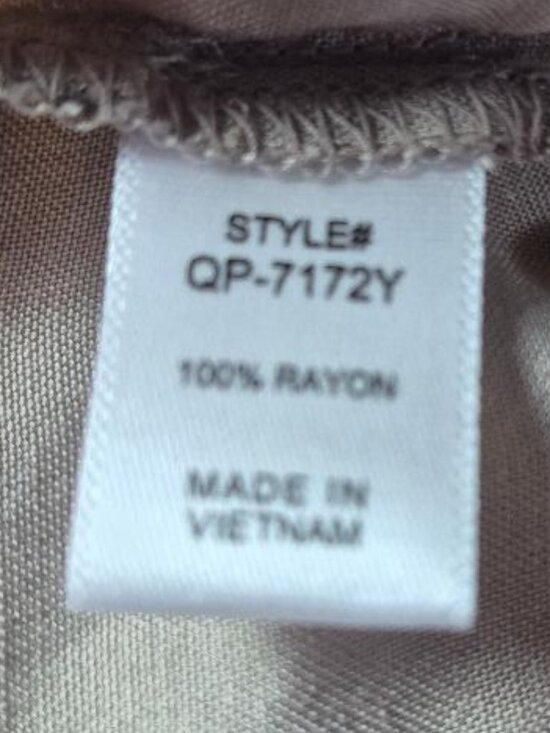 STYLE#
QP-7172Y
100% RAYON
MADE IN
VIETNAM